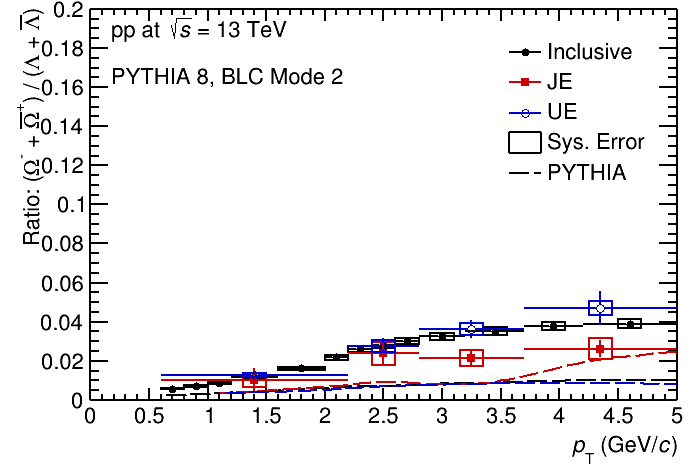 pp at √s = 13 TeV
PYTHIA 8, BLC Mode 2
Inclusive
JE
UE
Sys. Error
PYTHIA
Ratio: (Ω⁻ + Ω̅⁺) / (Λ + Λ̅)
0.2
0.18
0.16
0.14
0.12
0.1
0.08
0.06
0.04
0.02
0
0 0.5 1 1.5 2 2.5 3 3.5 4 4.5 5
p_T (GeV/c)